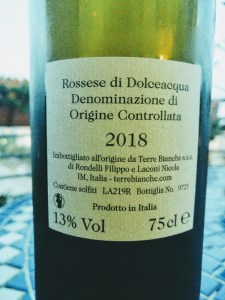 Rossese di Dolceacqua
Denominazione di
Origine Controllata
2018
Imbottigliato all'origine da Terre Bianche s.a.s.
di Rondelli Filippo e Laconi Nicola
IM, Italia - terrebianche.com
Contiene solfiti LA219R Bottiglia No. 9723
Prodotto in Italia
13% Vol 75cl e